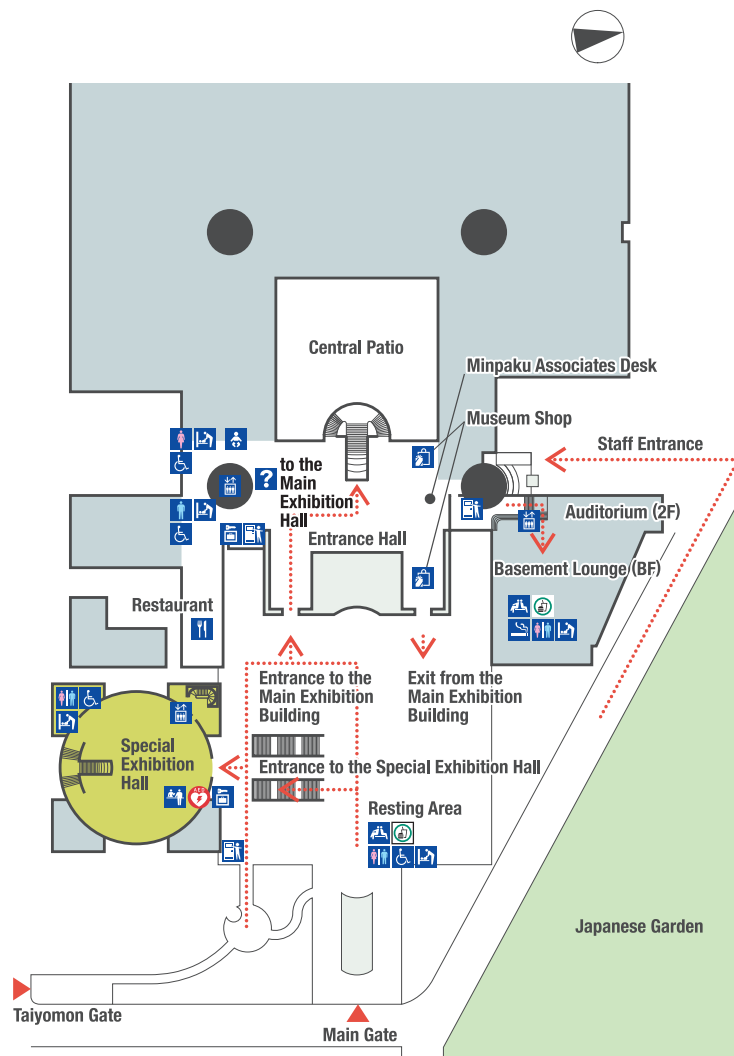 Central Patio
Minpaku Associates Desk
Museum Shop
Staff Entrance
?
to the
Main
Exhibition
Hall
Entrance Hall
Auditorium (2F)
Basement Lounge (BF)
Restaurant
Entrance to the
Main Exhibition
Building
Exit from the
Main Exhibition
Building
Special
Exhibition
Hall
Entrance to the Special Exhibition Hall
AED
Resting Area
Japanese Garden
Taiyomon Gate
Main Gate